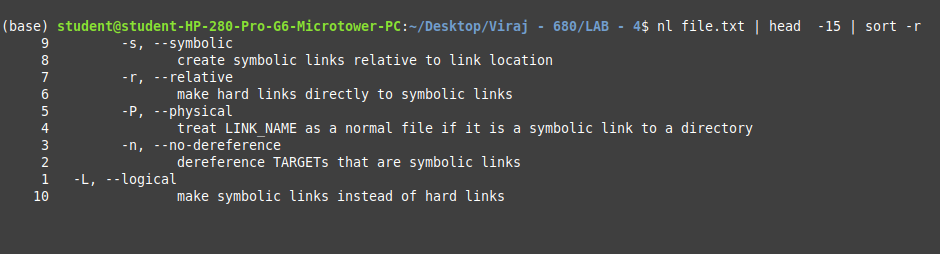 (base) student@student-HP-280-Pro-G6-Microtower-PC:~/Desktop/Viraj - 680/LAB - 4$ nl file.txt | head  -15 | sort -r
     9         -s, --symbolic
     8                create symbolic links relative to link location
     7         -r, --relative
     6                make hard links directly to symbolic links
     5         -P, --physical
     4                treat LINK_NAME as a normal file if it is a symbolic link to a directory
     3         -n, --no-dereference
     2                dereference TARGETs that are symbolic links
     1   -L, --logical
    10                make symbolic links instead of hard links